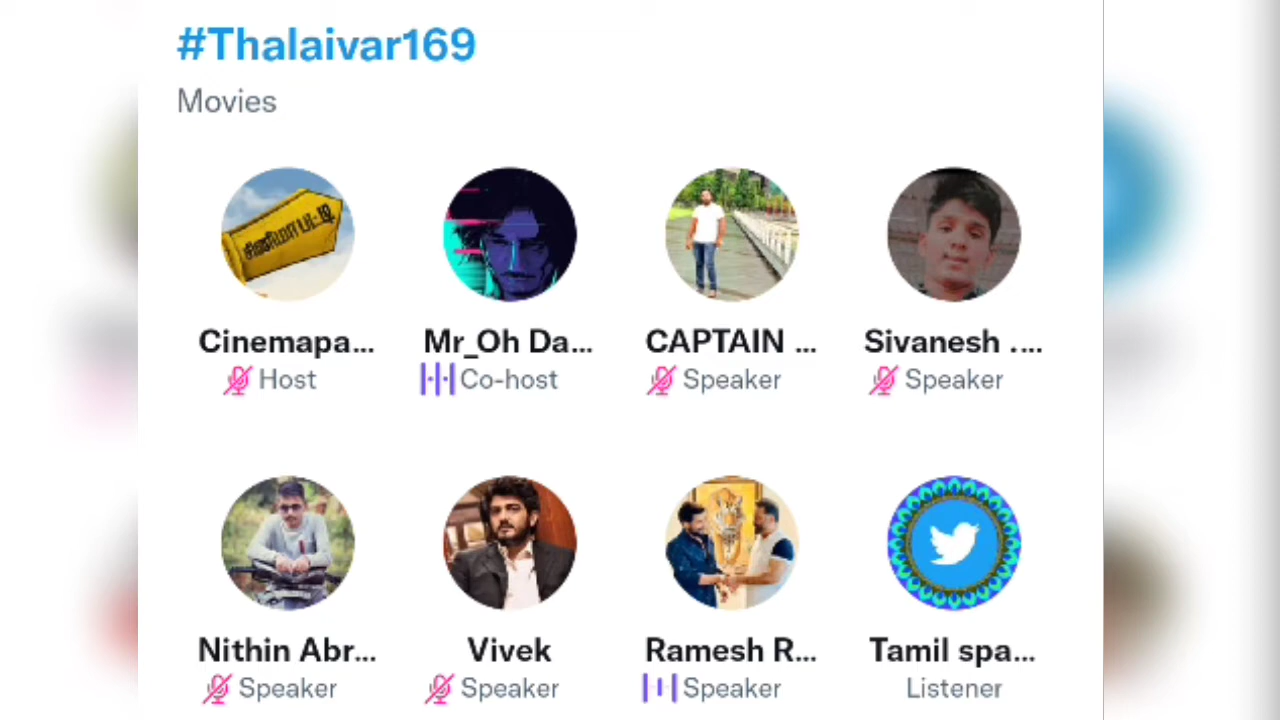 #Thalaivar169
Movies
சினிமா பட்டி
Cinemapa... Mr_Oh Da... CAPTAIN ... Sivanesh ....
Host Co-host Speaker Speaker
Nithin Abr... Vivek Ramesh R... Tamil spa...
Speaker Speaker Speaker Listener